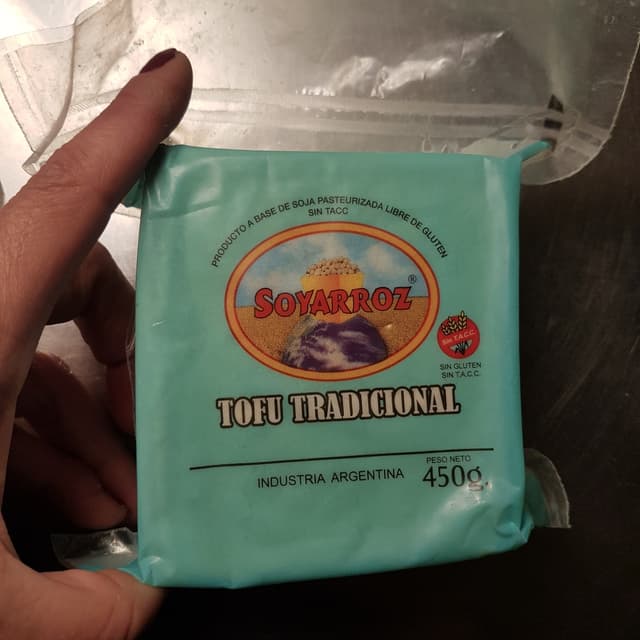 PRODUCTO A BASE DE SOJA PASTEURIZADA LIBRE DE GLUTEN
SIN TACC
SOYARROZ®
Sin T.A.C.C.
SIN GLUTEN
SIN T.A.C.C.
TOFU TRADICIONAL
INDUSTRIA ARGENTINA
PESO NETO
450g.